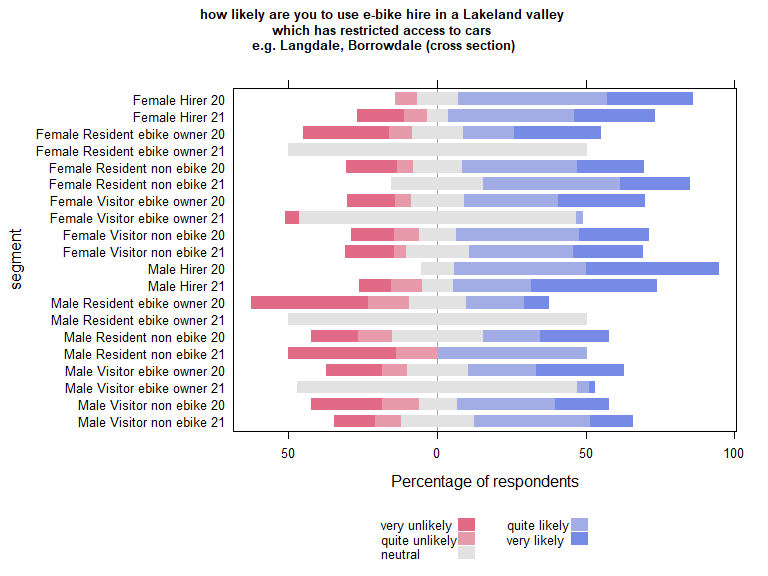 how likely are you to use e-bike hire in a Lakeland valley
which has restricted access to cars
e.g. Langdale, Borrowdale (cross section)
segment
Female Hirer 20
Female Hirer 21
Female Resident ebike owner 20
Female Resident ebike owner 21
Female Resident non ebike 20
Female Resident non ebike 21
Female Visitor ebike owner 20
Female Visitor ebike owner 21
Female Visitor non ebike 20
Female Visitor non ebike 21
Male Hirer 20
Male Hirer 21
Male Resident ebike owner 20
Male Resident ebike owner 21
Male Resident non ebike 20
Male Resident non ebike 21
Male Visitor ebike owner 20
Male Visitor ebike owner 21
Male Visitor non ebike 20
Male Visitor non ebike 21
50 0 50 100
Percentage of respondents
very unlikely
quite unlikely
neutral
quite likely
very likely